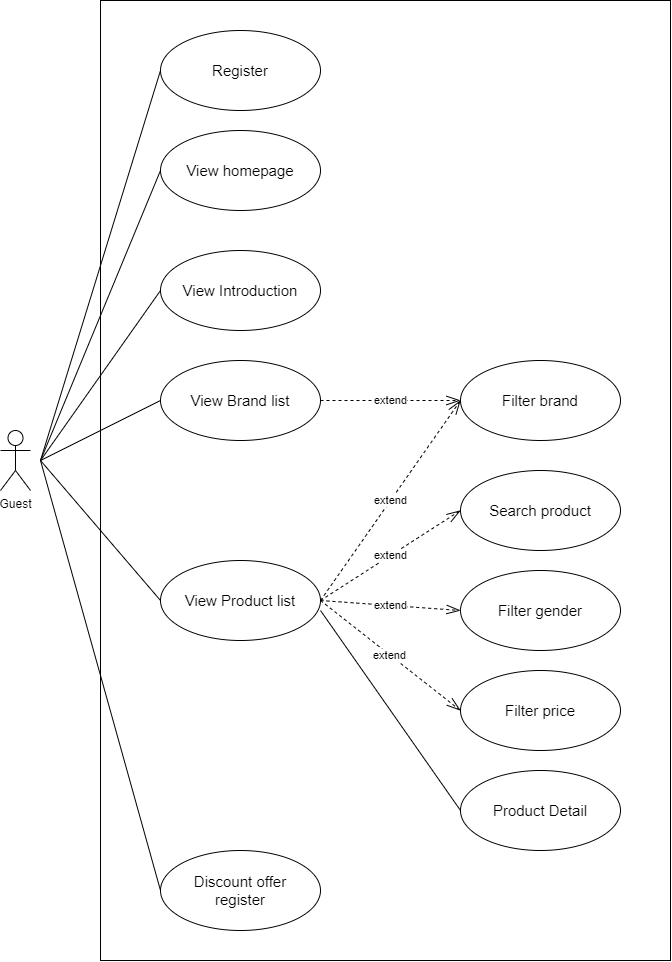 Register
View homepage
View Introduction
View Brand list
extend
Filter brand
Guest
extend
Search product
extend
View Product list
extend
Filter gender
extend
Filter price
Product Detail
Discount offer
register